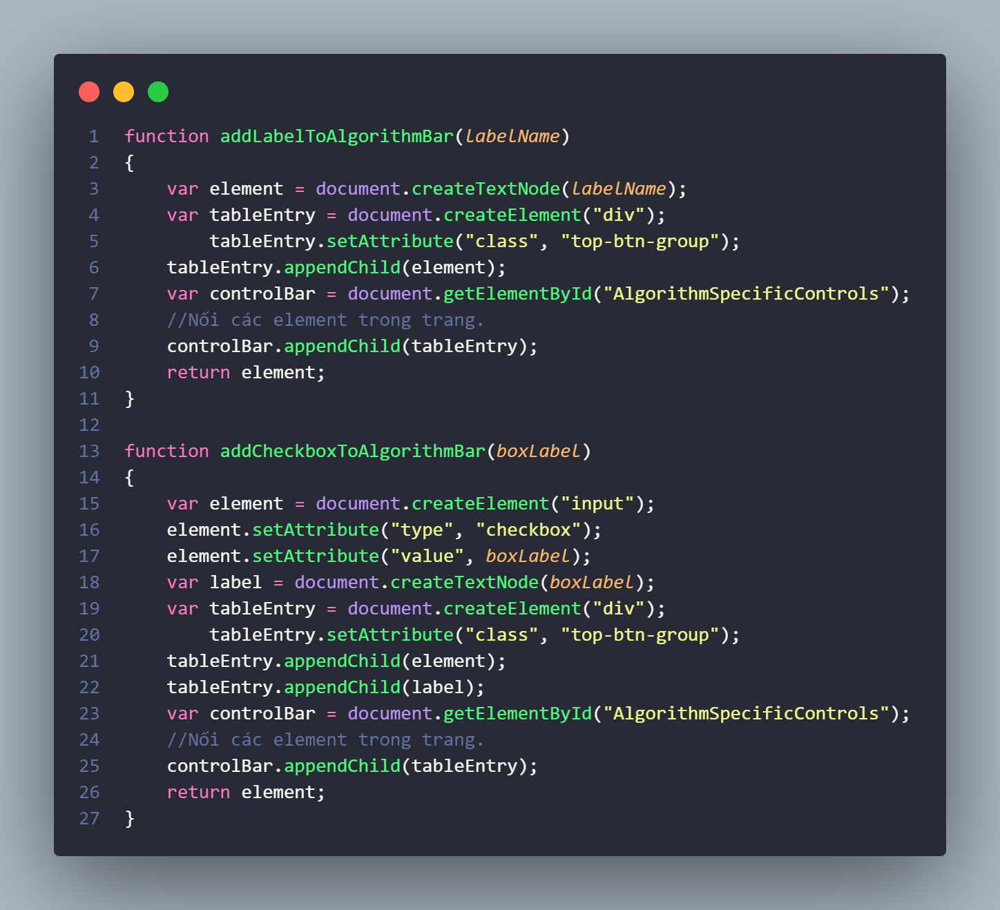 1 function addLabelToAlgorithmBar(labelName)
2 {
3     var element = document.createTextNode(labelName);
4     var tableEntry = document.createElement("div");
5         tableEntry.setAttribute("class", "top-btn-group");
6     tableEntry.appendChild(element);
7     var controlBar = document.getElementById("AlgorithmSpecificControls");
8     //Nối các element trong trang.
9     controlBar.appendChild(tableEntry);
10     return element;
11 }
12
13 function addCheckboxToAlgorithmBar(boxLabel)
14 {
15     var element = document.createElement("input");
16     element.setAttribute("type", "checkbox");
17     element.setAttribute("value", boxLabel);
18     var label = document.createTextNode(boxLabel);
19     var tableEntry = document.createElement("div");
20         tableEntry.setAttribute("class", "top-btn-group");
21     tableEntry.appendChild(element);
22     tableEntry.appendChild(label);
23     var controlBar = document.getElementById("AlgorithmSpecificControls");
24     //Nối các element trong trang.
25     controlBar.appendChild(tableEntry);
26     return element;
27 }